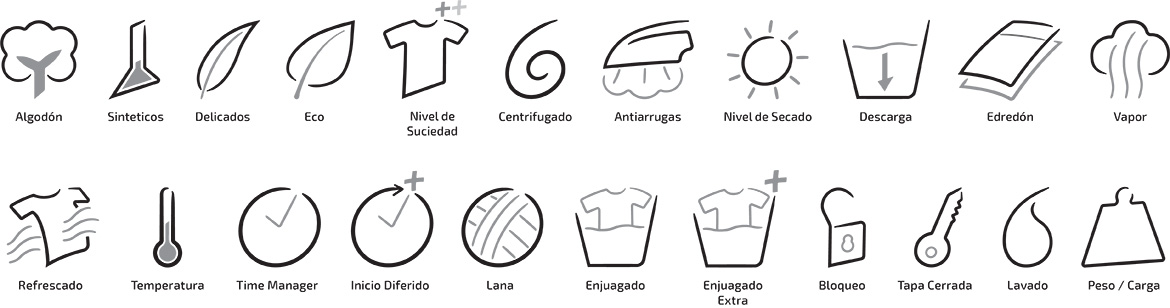 Algodón
Sinteticos
Delicados
Eco
Nivel de
Suciedad
Centrifugado
Antiarrugas
Nivel de Secado
Descarga
Edredón
Vapor
Refrescado
Temperatura
Time Manager
Inicio Diferido
Lana
Enjuagado
Enjuagado
Extra
Bloqueo
Tapa Cerrada
Lavado
Peso / Carga